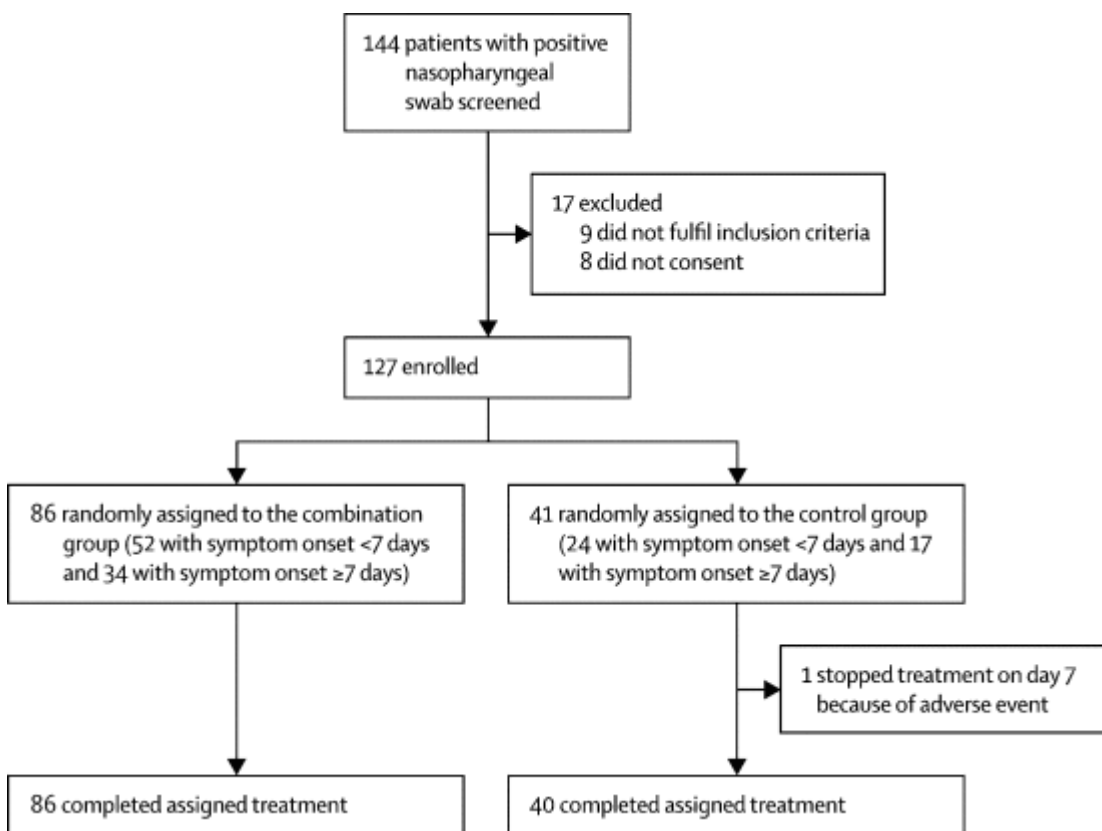 144 patients with positive
nasopharyngeal
swab screened
17 excluded
9 did not fulfil inclusion criteria
8 did not consent
127 enrolled
86 randomly assigned to the combination
group (52 with symptom onset <7 days
and 34 with symptom onset ≥7 days)
41 randomly assigned to the control group
(24 with symptom onset <7 days and 17
with symptom onset ≥7 days)
1 stopped treatment on day 7
because of adverse event
86 completed assigned treatment
40 completed assigned treatment